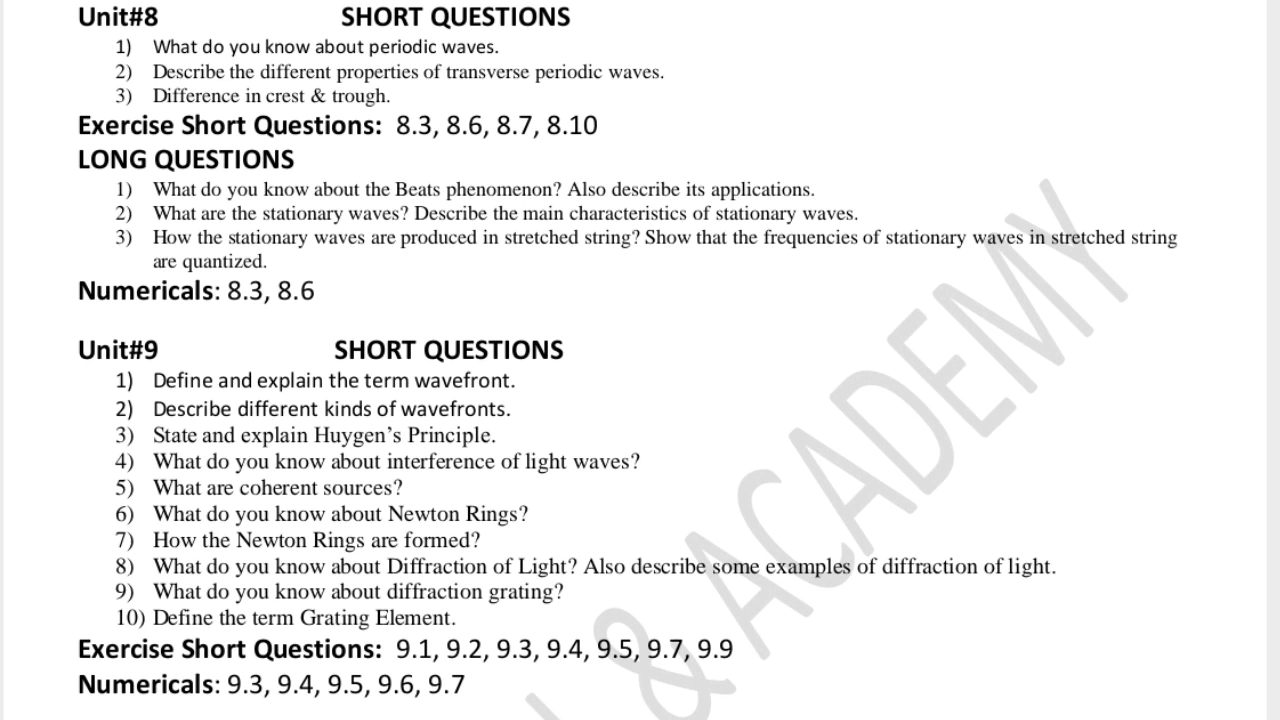 Unit#8 SHORT QUESTIONS
1) What do you know about periodic waves.
2) Describe the different properties of transverse periodic waves.
3) Difference in crest & trough.
Exercise Short Questions: 8.3, 8.6, 8.7, 8.10
LONG QUESTIONS
1) What do you know about the Beats phenomenon? Also describe its applications.
2) What are the stationary waves? Describe the main characteristics of stationary waves.
3) How the stationary waves are produced in stretched string? Show that the frequencies of stationary waves in stretched string
are quantized.
Numericals: 8.3, 8.6
Unit#9 SHORT QUESTIONS
1) Define and explain the term wavefront.
2) Describe different kinds of wavefronts.
3) State and explain Huygen’s Principle.
4) What do you know about interference of light waves?
5) What are coherent sources?
6) What do you know about Newton Rings?
7) How the Newton Rings are formed?
8) What do you know about Diffraction of Light? Also describe some examples of diffraction of light.
9) What do you know about diffraction grating?
10) Define the term Grating Element.
Exercise Short Questions: 9.1, 9.2, 9.3, 9.4, 9.5, 9.7, 9.9
Numericals: 9.3, 9.4, 9.5, 9.6, 9.7
& ACADEMY